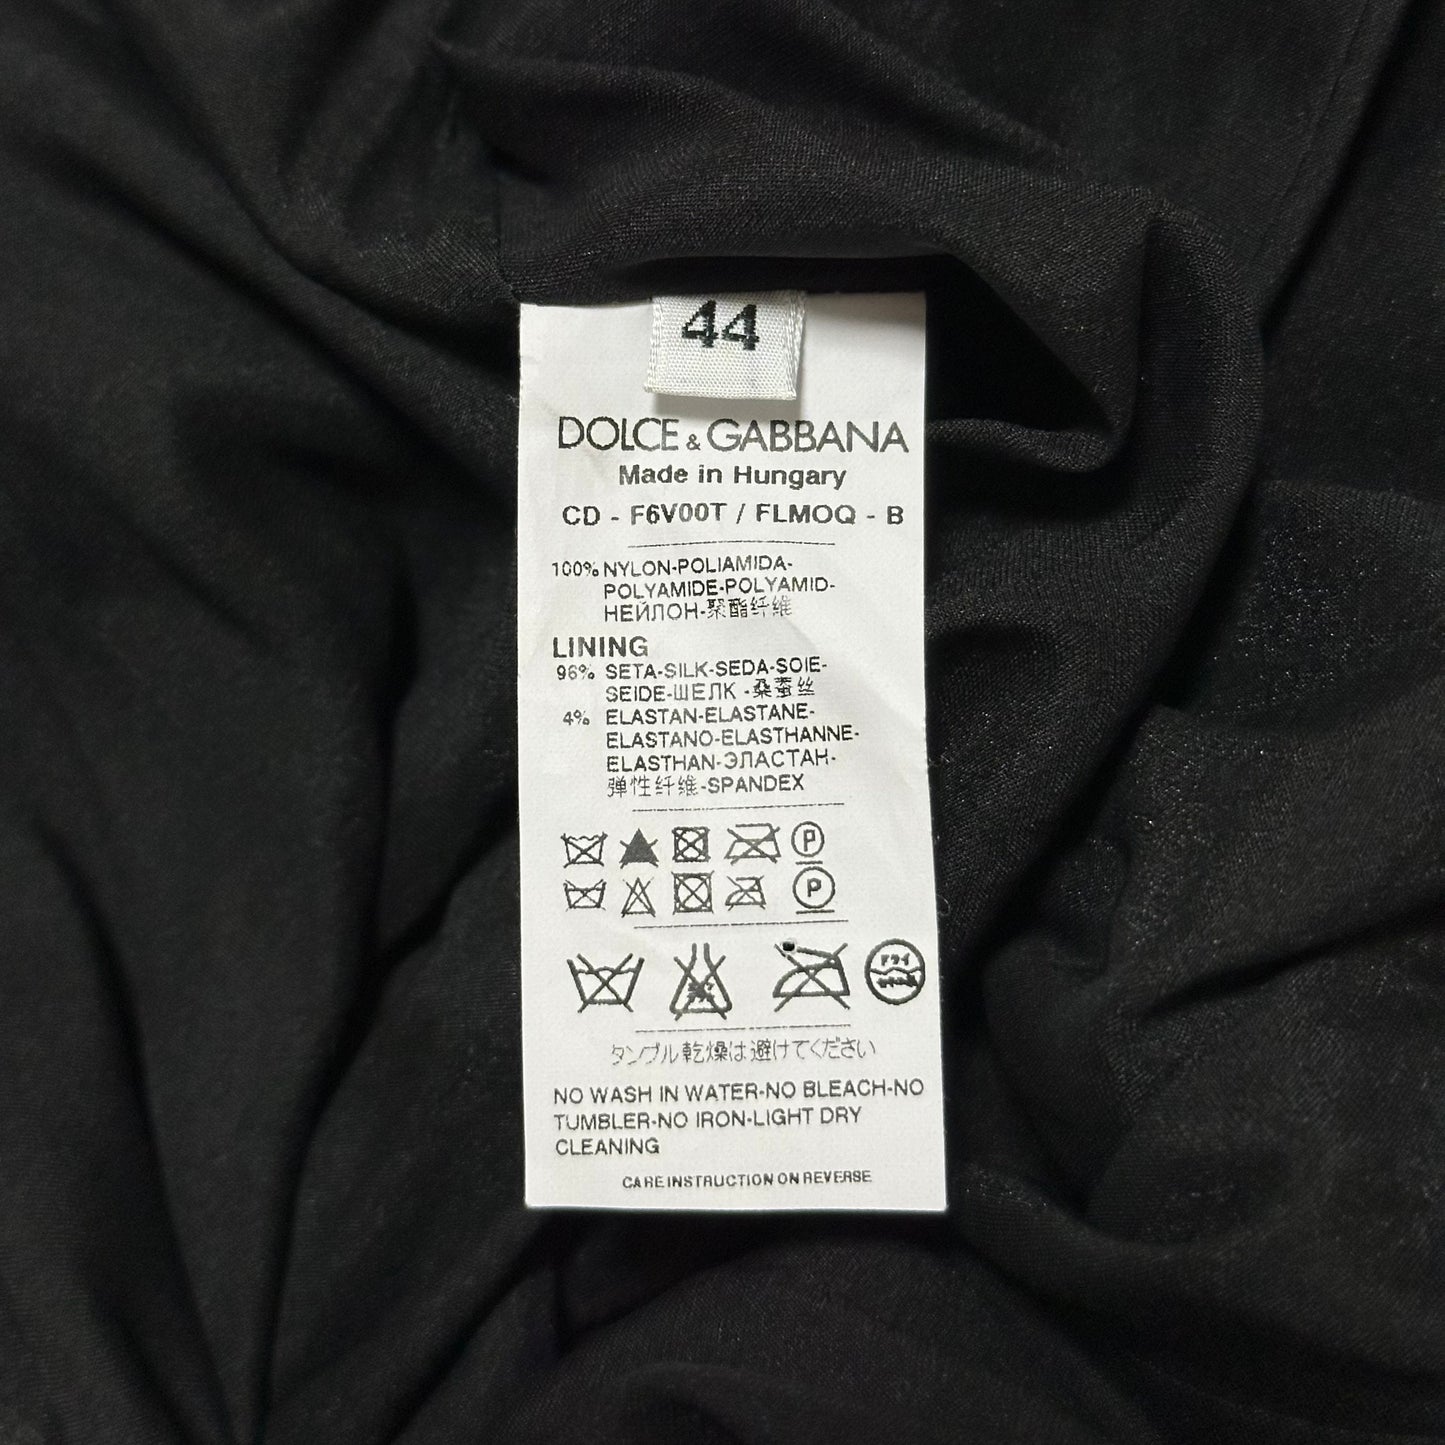 44
DOLCE & GABBANA
Made in Hungary
CD - F6V00T / FLMOQ - B
100% NYLON-POLIAMIDA-
POLYAMIDE-POLYAMID-
НЕЙЛОН-聚酯纤维
LINING
96% SETA-SILK-SEDA-SOIE-
SEIDE-ШЕЛК -桑蚕丝
4% ELASTAN-ELASTANE-
ELASTANO-ELASTHANNE-
ELASTHAN-ЭЛАСТАН-
弹性纤维-SPANDEX
P
P
ドライ
タンブル乾燥は避けてください
NO WASH IN WATER-NO BLEACH-NO
TUMBLER-NO IRON-LIGHT DRY
CLEANING
CARE INSTRUCTION ON REVERSE